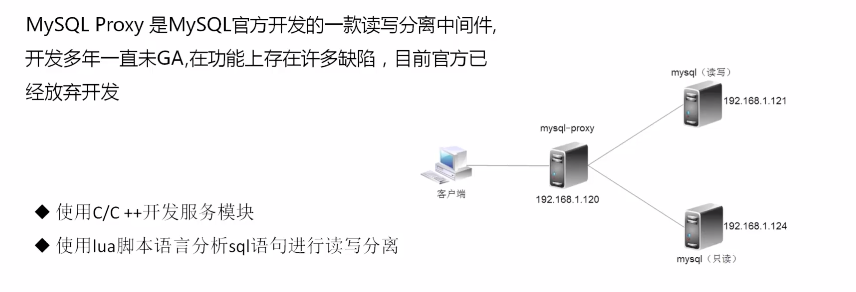 MySQL Proxy 是MySQL官方开发的一款读写分离中间件,
开发多年一直未GA,在功能上存在许多缺陷，目前官方已
经放弃开发
mysql（读写）
192.168.1.121
mysql-proxy
客户端
192.168.1.120
◆ 使用C/C ++开发服务模块
◆ 使用lua脚本语言分析sql语句进行读写分离
192.168.1.124
mysql（只读）